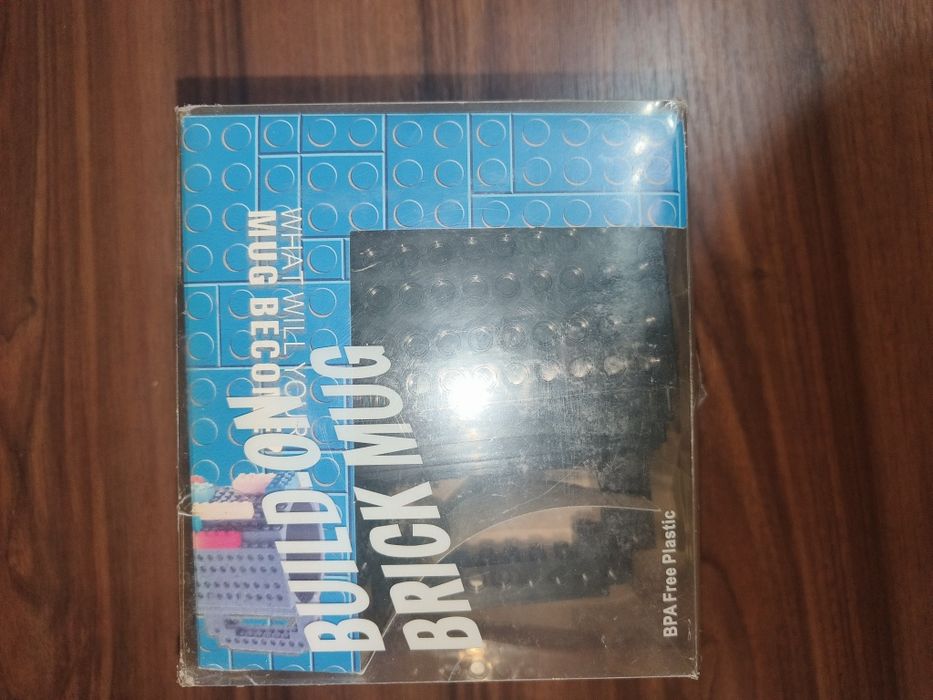 WHAT WILL YOUR
MUG BECOME?
BUILD-ON
BRICK MUG
BPA Free Plastic